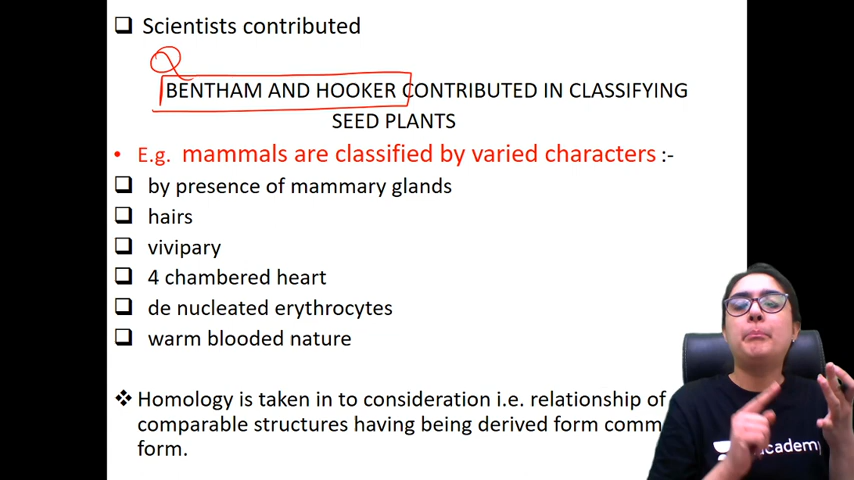 Scientists contributed
BENTHAM AND HOOKER CONTRIBUTED IN CLASSIFYING
SEED PLANTS
E.g. mammals are classified by varied characters :-
by presence of mammary glands
hairs
vivipary
4 chambered heart
de nucleated erythrocytes
warm blooded nature
Homology is taken in to consideration i.e. relationship of
comparable structures having being derived form comm
form.
academy